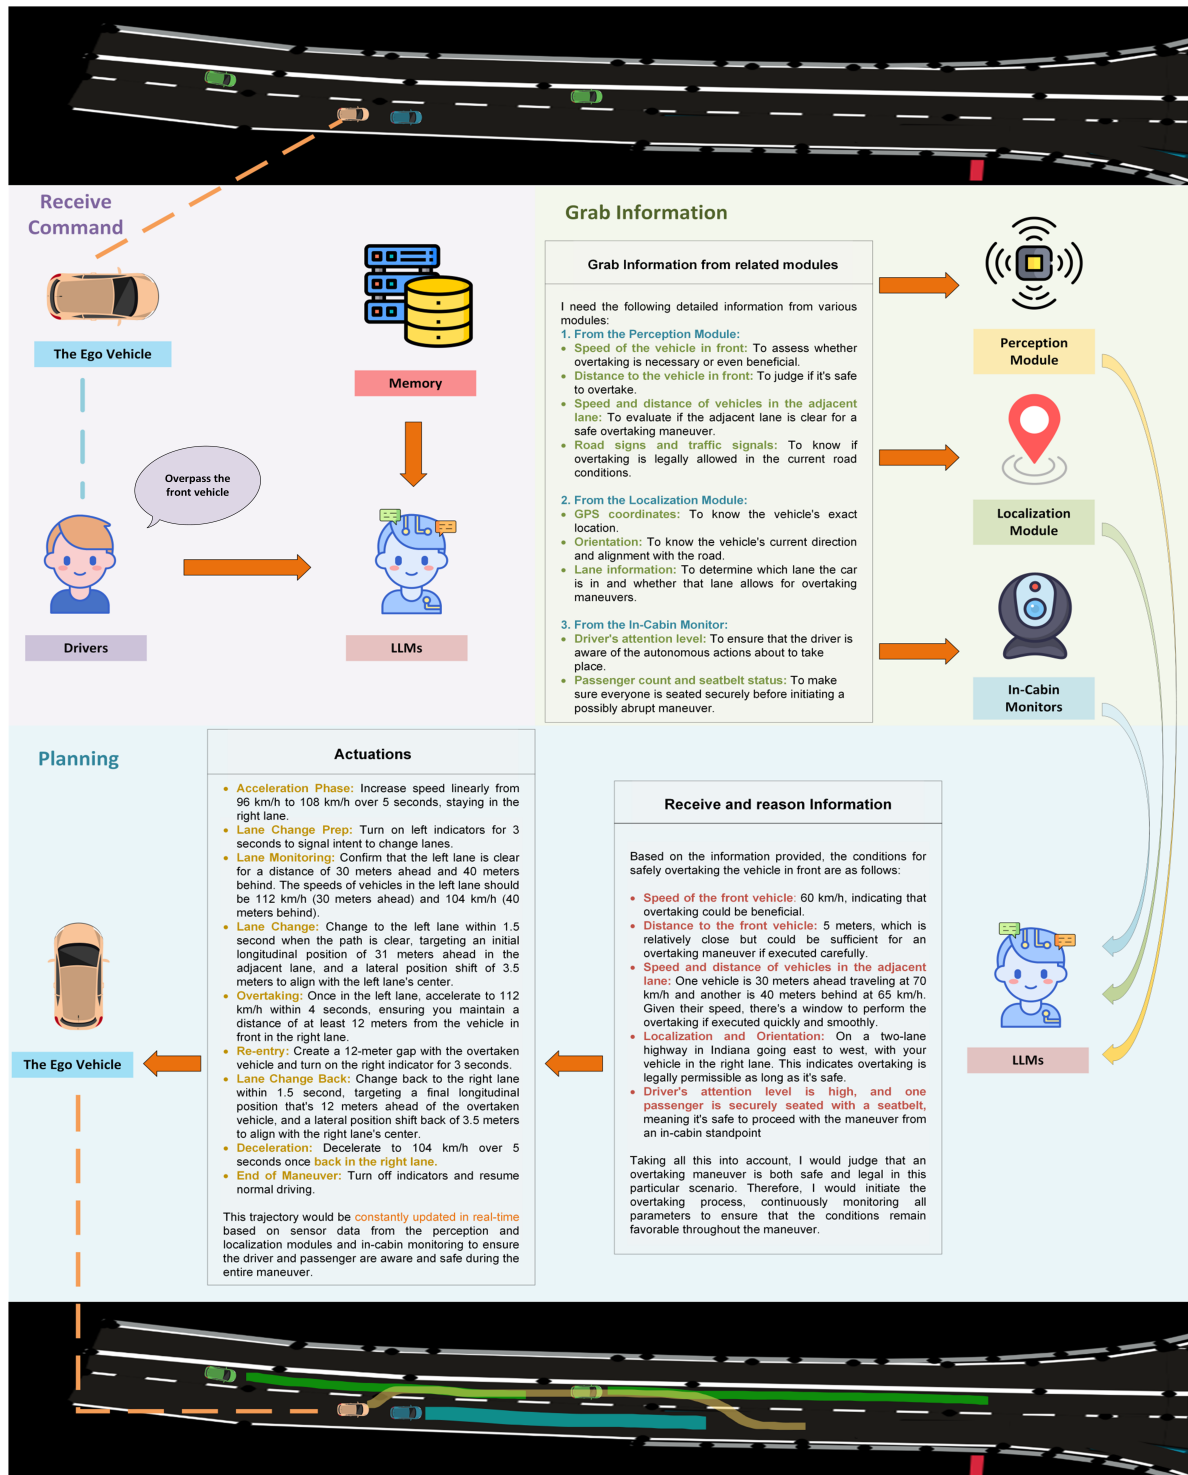 Receive
Command
The Ego Vehicle
Memory
Overpass the
front vehicle
Drivers
LLMs
Grab Information
Grab Information from related modules
I need the following detailed information from various
modules:
1. From the Perception Module:
• Speed of the vehicle in front: To assess whether
overtaking is necessary or even beneficial.
• Distance to the vehicle in front: To judge if it's safe
to overtake.
• Speed and distance of vehicles in the adjacent
lane: To evaluate if the adjacent lane is clear for a
safe overtaking maneuver.
• Road signs and traffic signals: To know if
overtaking is legally allowed in the current road
conditions.
2. From the Localization Module:
• GPS coordinates: To know the vehicle's exact
location.
• Orientation: To know the vehicle's current direction
and alignment with the road.
• Lane information: To determine which lane the car
is in and whether that lane allows for overtaking
maneuvers.
3. From the In-Cabin Monitor:
• Driver's attention level: To ensure that the driver is
aware of the autonomous actions about to take
place.
• Passenger count and seatbelt status: To make
sure everyone is seated securely before initiating a
possibly abrupt maneuver.
Perception
Module
Localization
Module
In-Cabin
Monitors
Planning
Receive and reason Information
Based on the information provided, the conditions for
safely overtaking the vehicle in front are as follows:
• Speed of the front vehicle: 60 km/h, indicating that
overtaking could be beneficial.
• Distance to the front vehicle: 5 meters, which is
relatively close but could be sufficient for an
overtaking maneuver if executed carefully.
• Speed and distance of vehicles in the adjacent
lane: One vehicle is 30 meters ahead traveling at 70
km/h and another is 40 meters behind at 65 km/h.
Given their speed, there's a window to perform the
overtaking if executed quickly and smoothly.
• Localization and Orientation: On a two-lane
highway in Indiana going east to west, with your
vehicle in the right lane. This indicates overtaking is
legally permissible as long as it's safe.
• Driver's attention level is high, and one
passenger is securely seated with a seatbelt,
meaning it's safe to proceed with the maneuver from
an in-cabin standpoint
Taking all this into account, I would judge that an
overtaking maneuver is both safe and legal in this
particular scenario. Therefore, I would initiate the
overtaking process, continuously monitoring all
parameters to ensure that the conditions remain
favorable throughout the maneuver.
LLMs
Actuations
• Acceleration Phase: Increase speed linearly from
96 km/h to 108 km/h over 5 seconds, staying in the
right lane.
• Lane Change Prep: Turn on left indicators for 3
seconds to signal intent to change lanes.
• Lane Monitoring: Confirm that the left lane is clear
for a distance of 30 meters ahead and 40 meters
behind. The speeds of vehicles in the left lane should
be 112 km/h (30 meters ahead) and 104 km/h (40
meters behind).
• Lane Change: Change to the left lane within 1.5
second when the path is clear, targeting an initial
longitudinal position of 31 meters ahead in the
adjacent lane, and a lateral position shift of 3.5
meters to align with the left lane's center.
• Overtaking: Once in the left lane, accelerate to 112
km/h within 4 seconds, ensuring you maintain a
distance of at least 12 meters from the vehicle in
front in the right lane.
• Re-entry: Create a 12-meter gap with the overtaken
vehicle and turn on the right indicator for 3 seconds.
• Lane Change Back: Change back to the right lane
within 1.5 second, targeting a final longitudinal
position that's 12 meters ahead of the overtaken
vehicle, and a lateral position shift back of 3.5 meters
to align with the right lane's center.
• Deceleration: Decelerate to 104 km/h over 5
seconds once back in the right lane.
• End of Maneuver: Turn off indicators and resume
normal driving.
This trajectory would be constantly updated in real-time
based on sensor data from the perception and
localization modules and in-cabin monitoring to ensure
the driver and passenger are aware and safe during the
entire maneuver.
The Ego Vehicle